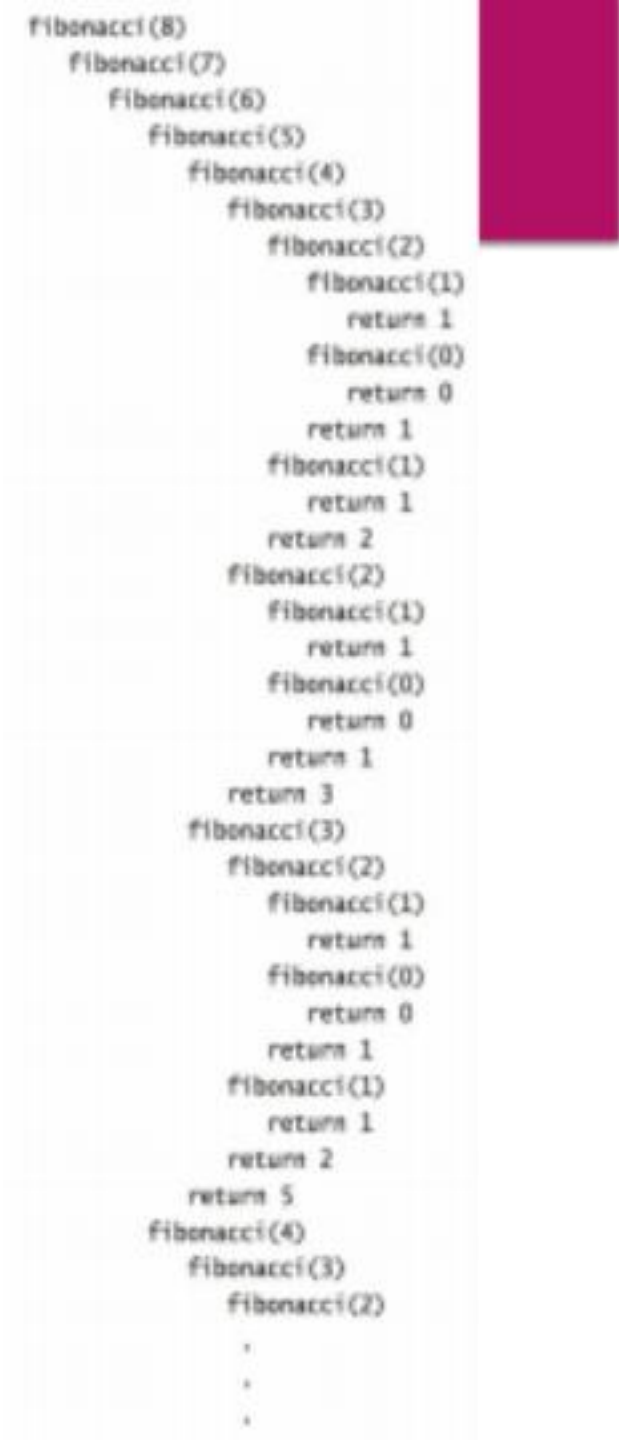 fibonacci(8)
fibonacci(7)
fibonacci(6)
fibonacci(5)
fibonacci(4)
fibonacci(3)
fibonacci(2)
fibonacci(1)
return 1
fibonacci(0)
return 0
return 1
fibonacci(1)
return 1
return 2
fibonacci(2)
fibonacci(1)
return 1
fibonacci(0)
return 0
return 1
return 3
fibonacci(3)
fibonacci(2)
fibonacci(1)
return 1
fibonacci(0)
return 0
return 1
fibonacci(1)
return 1
return 2
return 5
fibonacci(4)
fibonacci(3)
fibonacci(2)
.
.
.